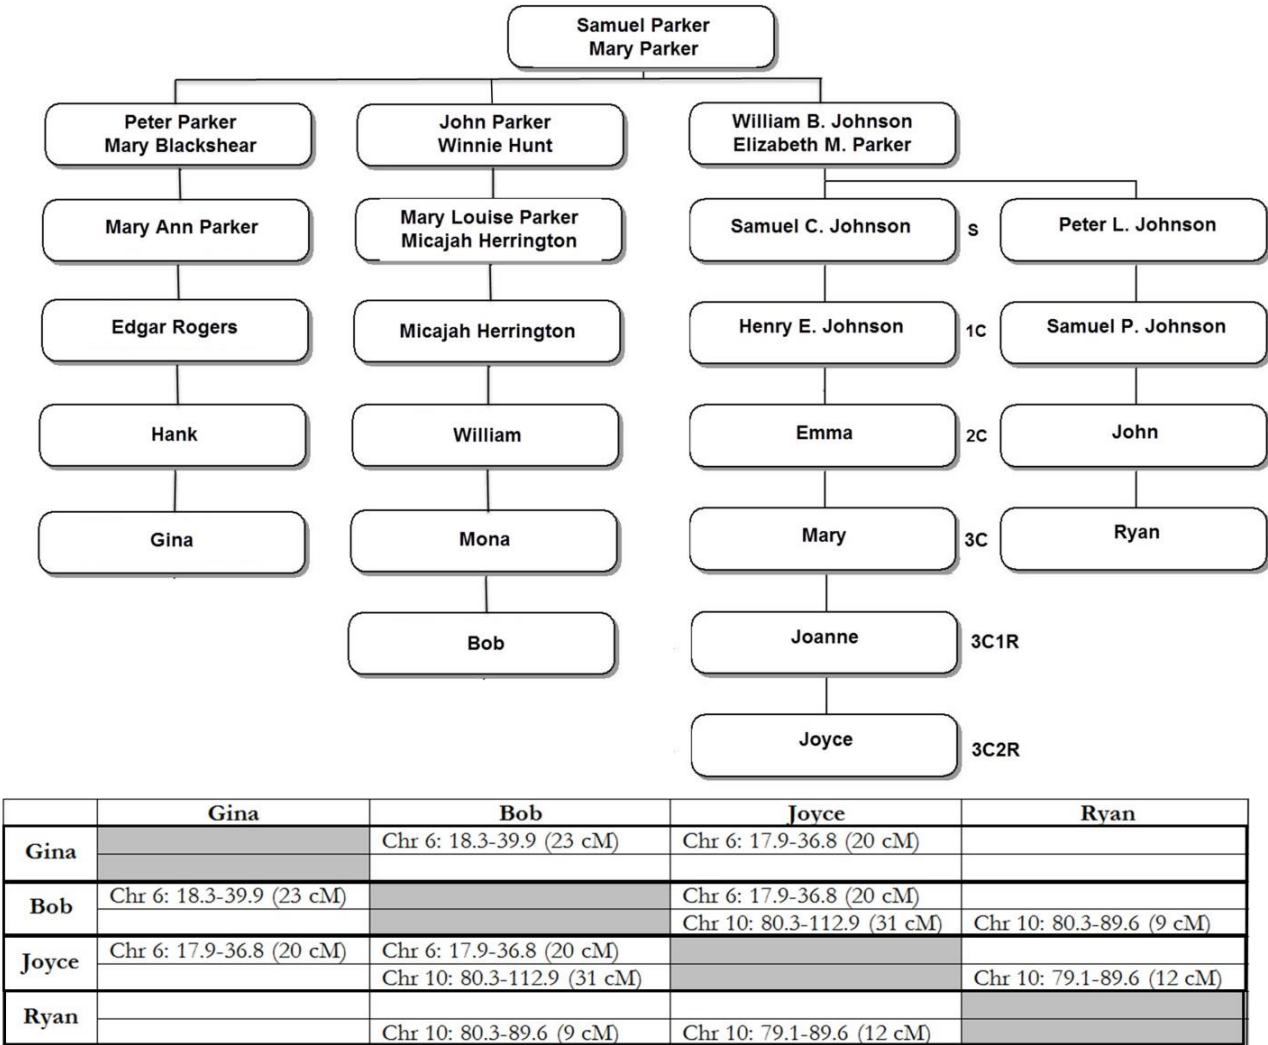 Samuel Parker
Mary Parker
Peter Parker
Mary Blackshear
John Parker
Winnie Hunt
William B. Johnson
Elizabeth M. Parker
Mary Ann Parker
Mary Louise Parker
Micajah Herrington
Samuel C. Johnson
S
Peter L. Johnson
Edgar Rogers
Micajah Herrington
Henry E. Johnson
1C
Samuel P. Johnson
Hank
William
Emma
2C
John
Gina
Mona
Mary
3C
Ryan
Bob
Joanne
3C1R
Joyce
3C2R
Gina Bob Joyce Ryan
Gina Chr 6: 18.3-39.9 (23 cM) Chr 6: 17.9-36.8 (20 cM)
Bob Chr 6: 18.3-39.9 (23 cM) Chr 6: 17.9-36.8 (20 cM)
Chr 10: 80.3-112.9 (31 cM) Chr 10: 80.3-89.6 (9 cM)
Joyce Chr 6: 17.9-36.8 (20 cM) Chr 6: 17.9-36.8 (20 cM)
Chr 10: 80.3-112.9 (31 cM) Chr 10: 79.1-89.6 (12 cM)
Ryan
Chr 10: 80.3-89.6 (9 cM) Chr 10: 79.1-89.6 (12 cM)